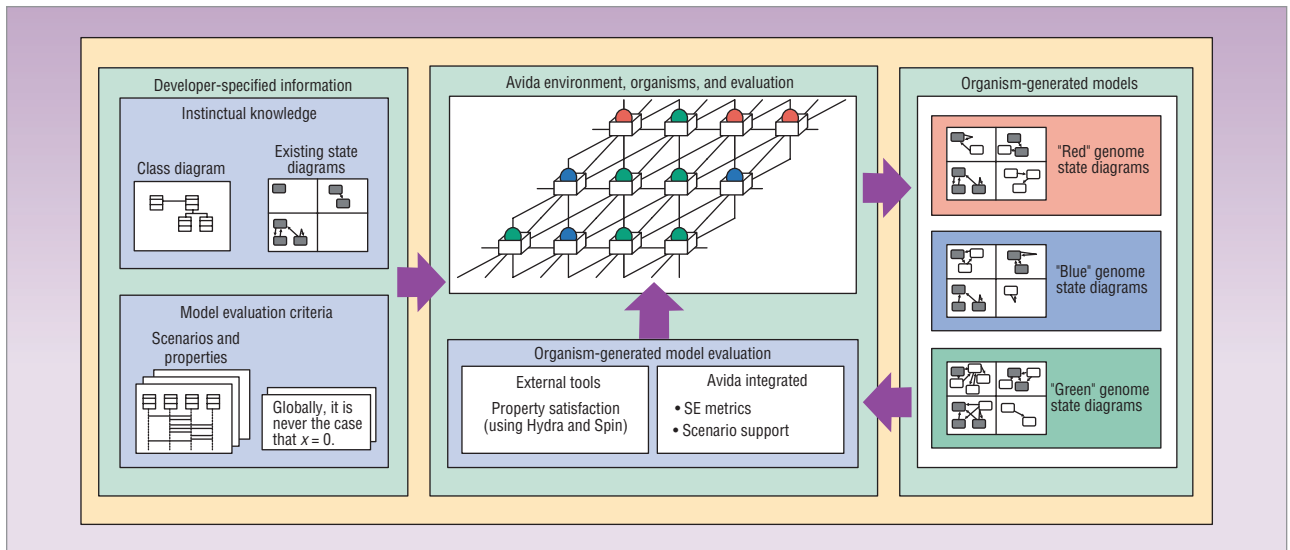 Developer-specified information
Instinctual knowledge
Class diagram
Existing state
diagrams
Model evaluation criteria
Scenarios and
properties
Globally, it is
never the case
that x = 0.
Avida environment, organisms, and evaluation
Organism-generated model evaluation
External tools
Property satisfaction
(using Hydra and Spin)
Avida integrated
• SE metrics
• Scenario support
Organism-generated models
"Red" genome
state diagrams
"Blue" genome
state diagrams
"Green" genome
state diagrams